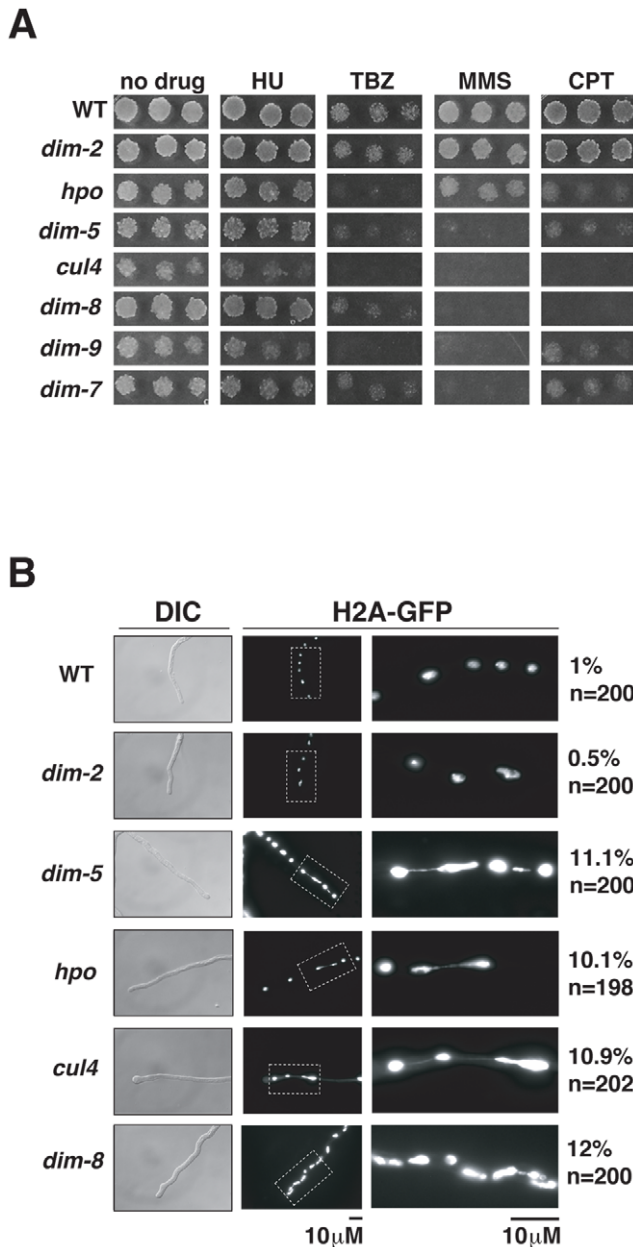 A
no drug HU TBZ MMS CPT
WT
dim-2
hpo
dim-5
cul4
dim-8
dim-9
dim-7
B
DIC H2A-GFP
WT 1%
n=200
dim-2 0.5%
n=200
dim-5 11.1%
n=200
hpo 10.1%
n=198
cul4 10.9%
n=202
dim-8 12%
n=200
10μM 10μM